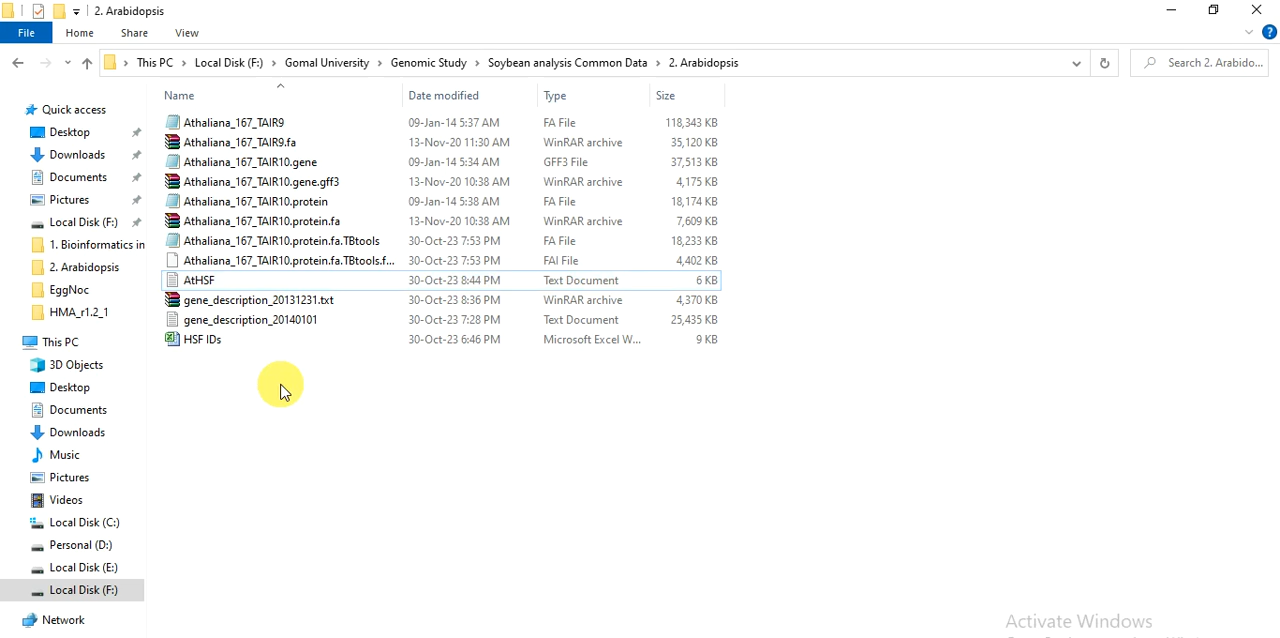 2. Arabidopsis
File Home Share View
This PC › Local Disk (F:) › Gomal University › Genomic Study › Soybean analysis Common Data › 2. Arabidopsis
Search 2. Arabido...
Name Date modified Type Size
Athaliana_167_TAIR9 09-Jan-14 5:37 AM FA File 118,343 KB
Athaliana_167_TAIR9.fa 13-Nov-20 11:30 AM WinRAR archive 35,120 KB
Athaliana_167_TAIR10.gene 09-Jan-14 5:34 AM GFF3 File 37,513 KB
Athaliana_167_TAIR10.gene.gff3 13-Nov-20 10:38 AM WinRAR archive 4,175 KB
Athaliana_167_TAIR10.protein 09-Jan-14 5:38 AM FA File 18,174 KB
Athaliana_167_TAIR10.protein.fa 13-Nov-20 10:38 AM WinRAR archive 7,609 KB
Athaliana_167_TAIR10.protein.fa.TBtools 30-Oct-23 7:53 PM FA File 18,233 KB
Athaliana_167_TAIR10.protein.fa.TBtools.f... 30-Oct-23 7:53 PM FAI File 4,402 KB
AtHSF 30-Oct-23 8:44 PM Text Document 6 KB
gene_description_20131231.txt 30-Oct-23 8:36 PM WinRAR archive 4,370 KB
gene_description_20140101 30-Oct-23 7:28 PM Text Document 25,435 KB
HSF IDs 30-Oct-23 6:46 PM Microsoft Excel W... 9 KB
Quick access
Desktop
Downloads
Documents
Pictures
Local Disk (F:)
1. Bioinformatics in
2. Arabidopsis
EggNoc
HMA_r1.2_1
This PC
3D Objects
Desktop
Documents
Downloads
Music
Pictures
Videos
Local Disk (C:)
Personal (D:)
Local Disk (E:)
Local Disk (F:)
Network
Activate Windows